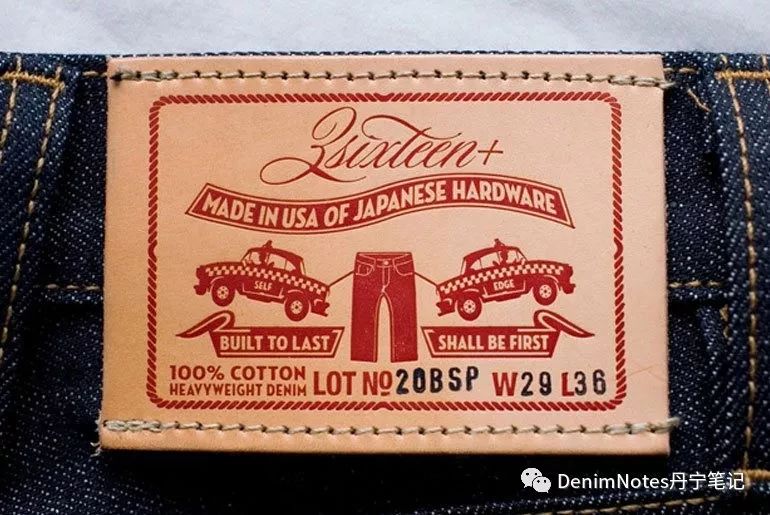 3sixteen+
MADE IN USA OF JAPANESE HARDWARE
SELF EDGE
BUILT TO LAST SHALL BE FIRST
100% COTTON
HEAVYWEIGHT DENIM LOT No 20BSP W29 L36
DenimNotes丹宁笔记